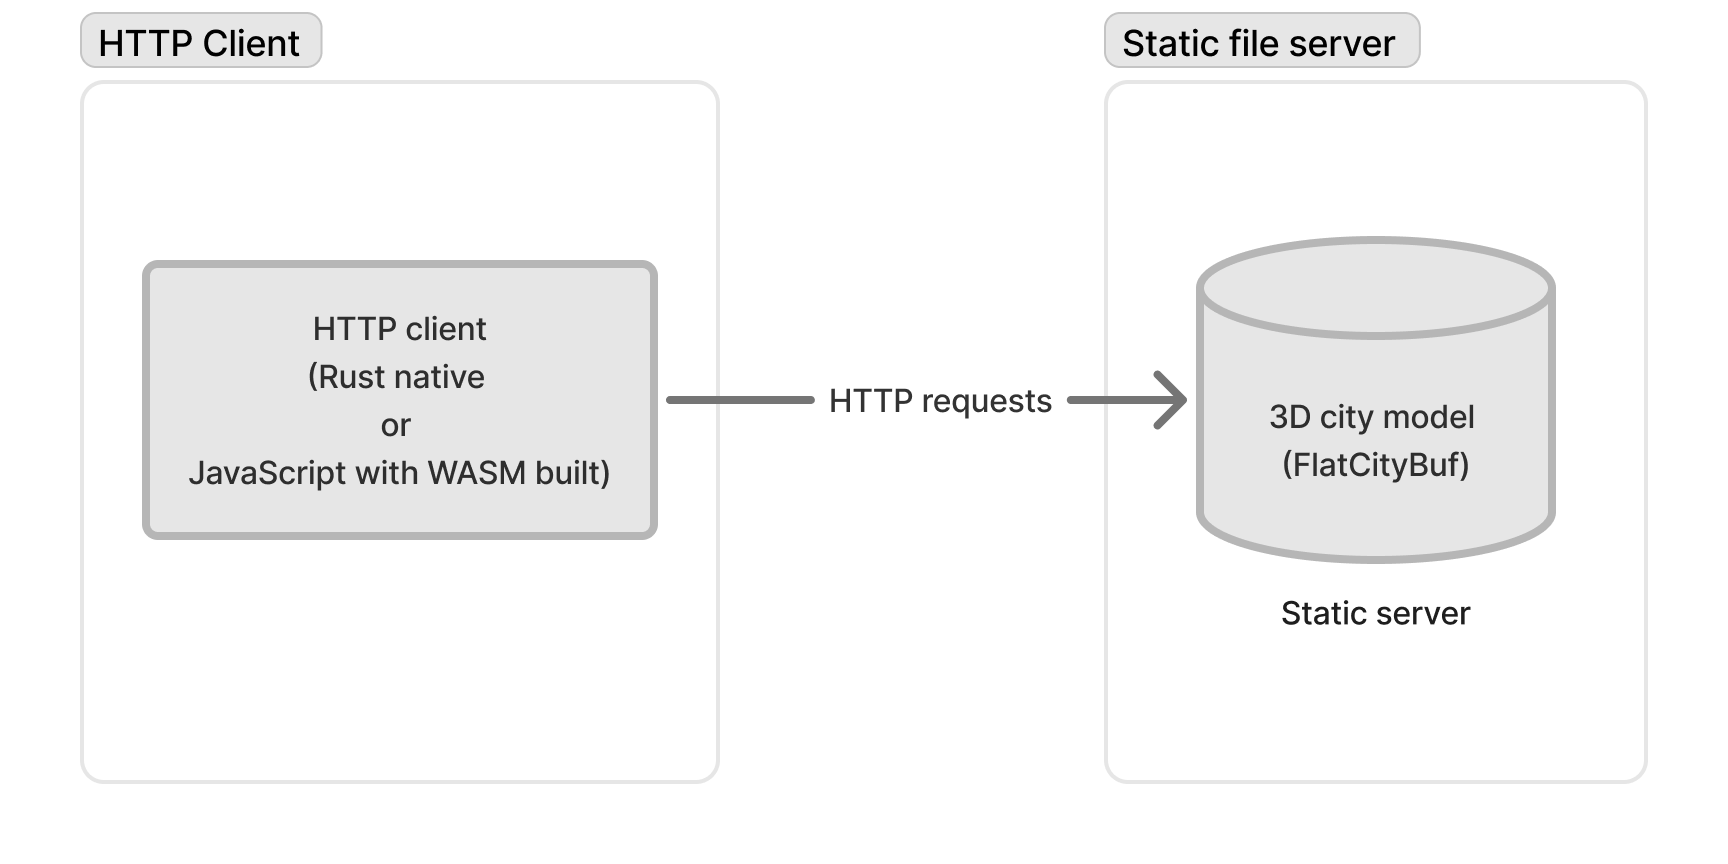 HTTP Client
HTTP client
(Rust native
or
JavaScript with WASM built)
HTTP requests
Static file server
3D city model
(FlatCityBuf)
Static server